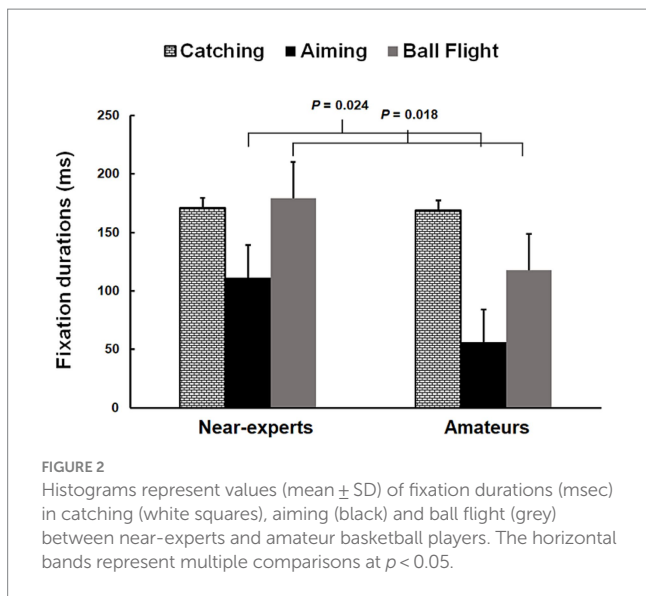 Catching Aiming Ball Flight
P = 0.024
P = 0.018
250
200
150
100
50
0
Fixation durations (ms)
Near-experts Amateurs
FIGURE 2
Histograms represent values (mean ± SD) of fixation durations (msec)
in catching (white squares), aiming (black) and ball flight (grey)
between near-experts and amateur basketball players. The horizontal
bands represent multiple comparisons at p < 0.05.